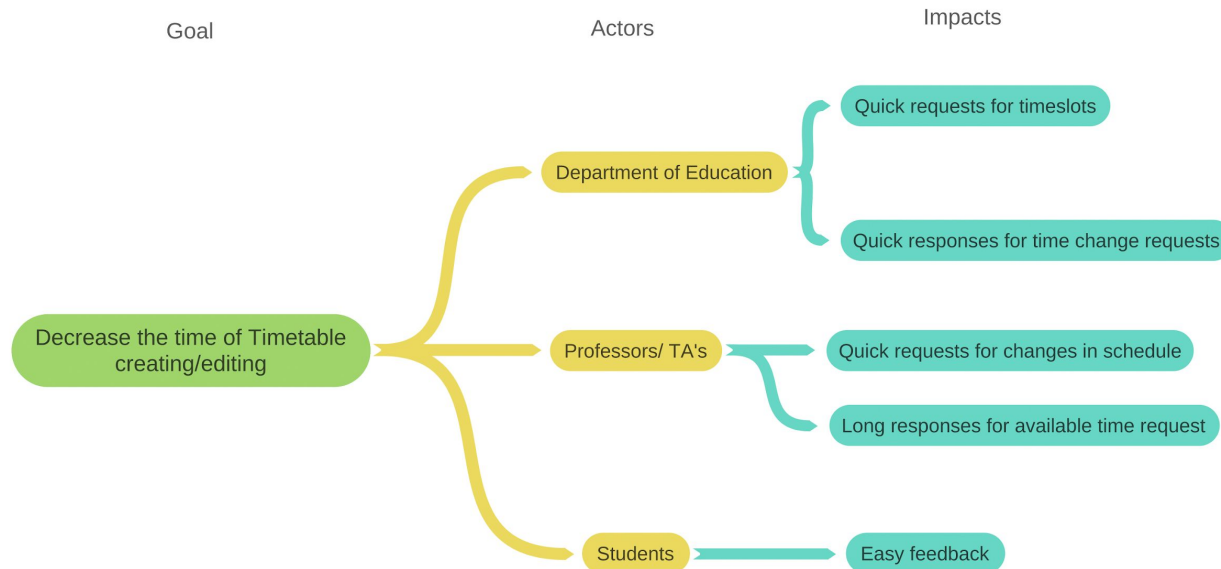 Goal
Actors
Impacts
Quick requests for timeslots
Department of Education
Quick responses for time change requests
Decrease the time of Timetable
creating/editing
Professors/ TA's
Quick requests for changes in schedule
Long responses for available time request
Students
Easy feedback